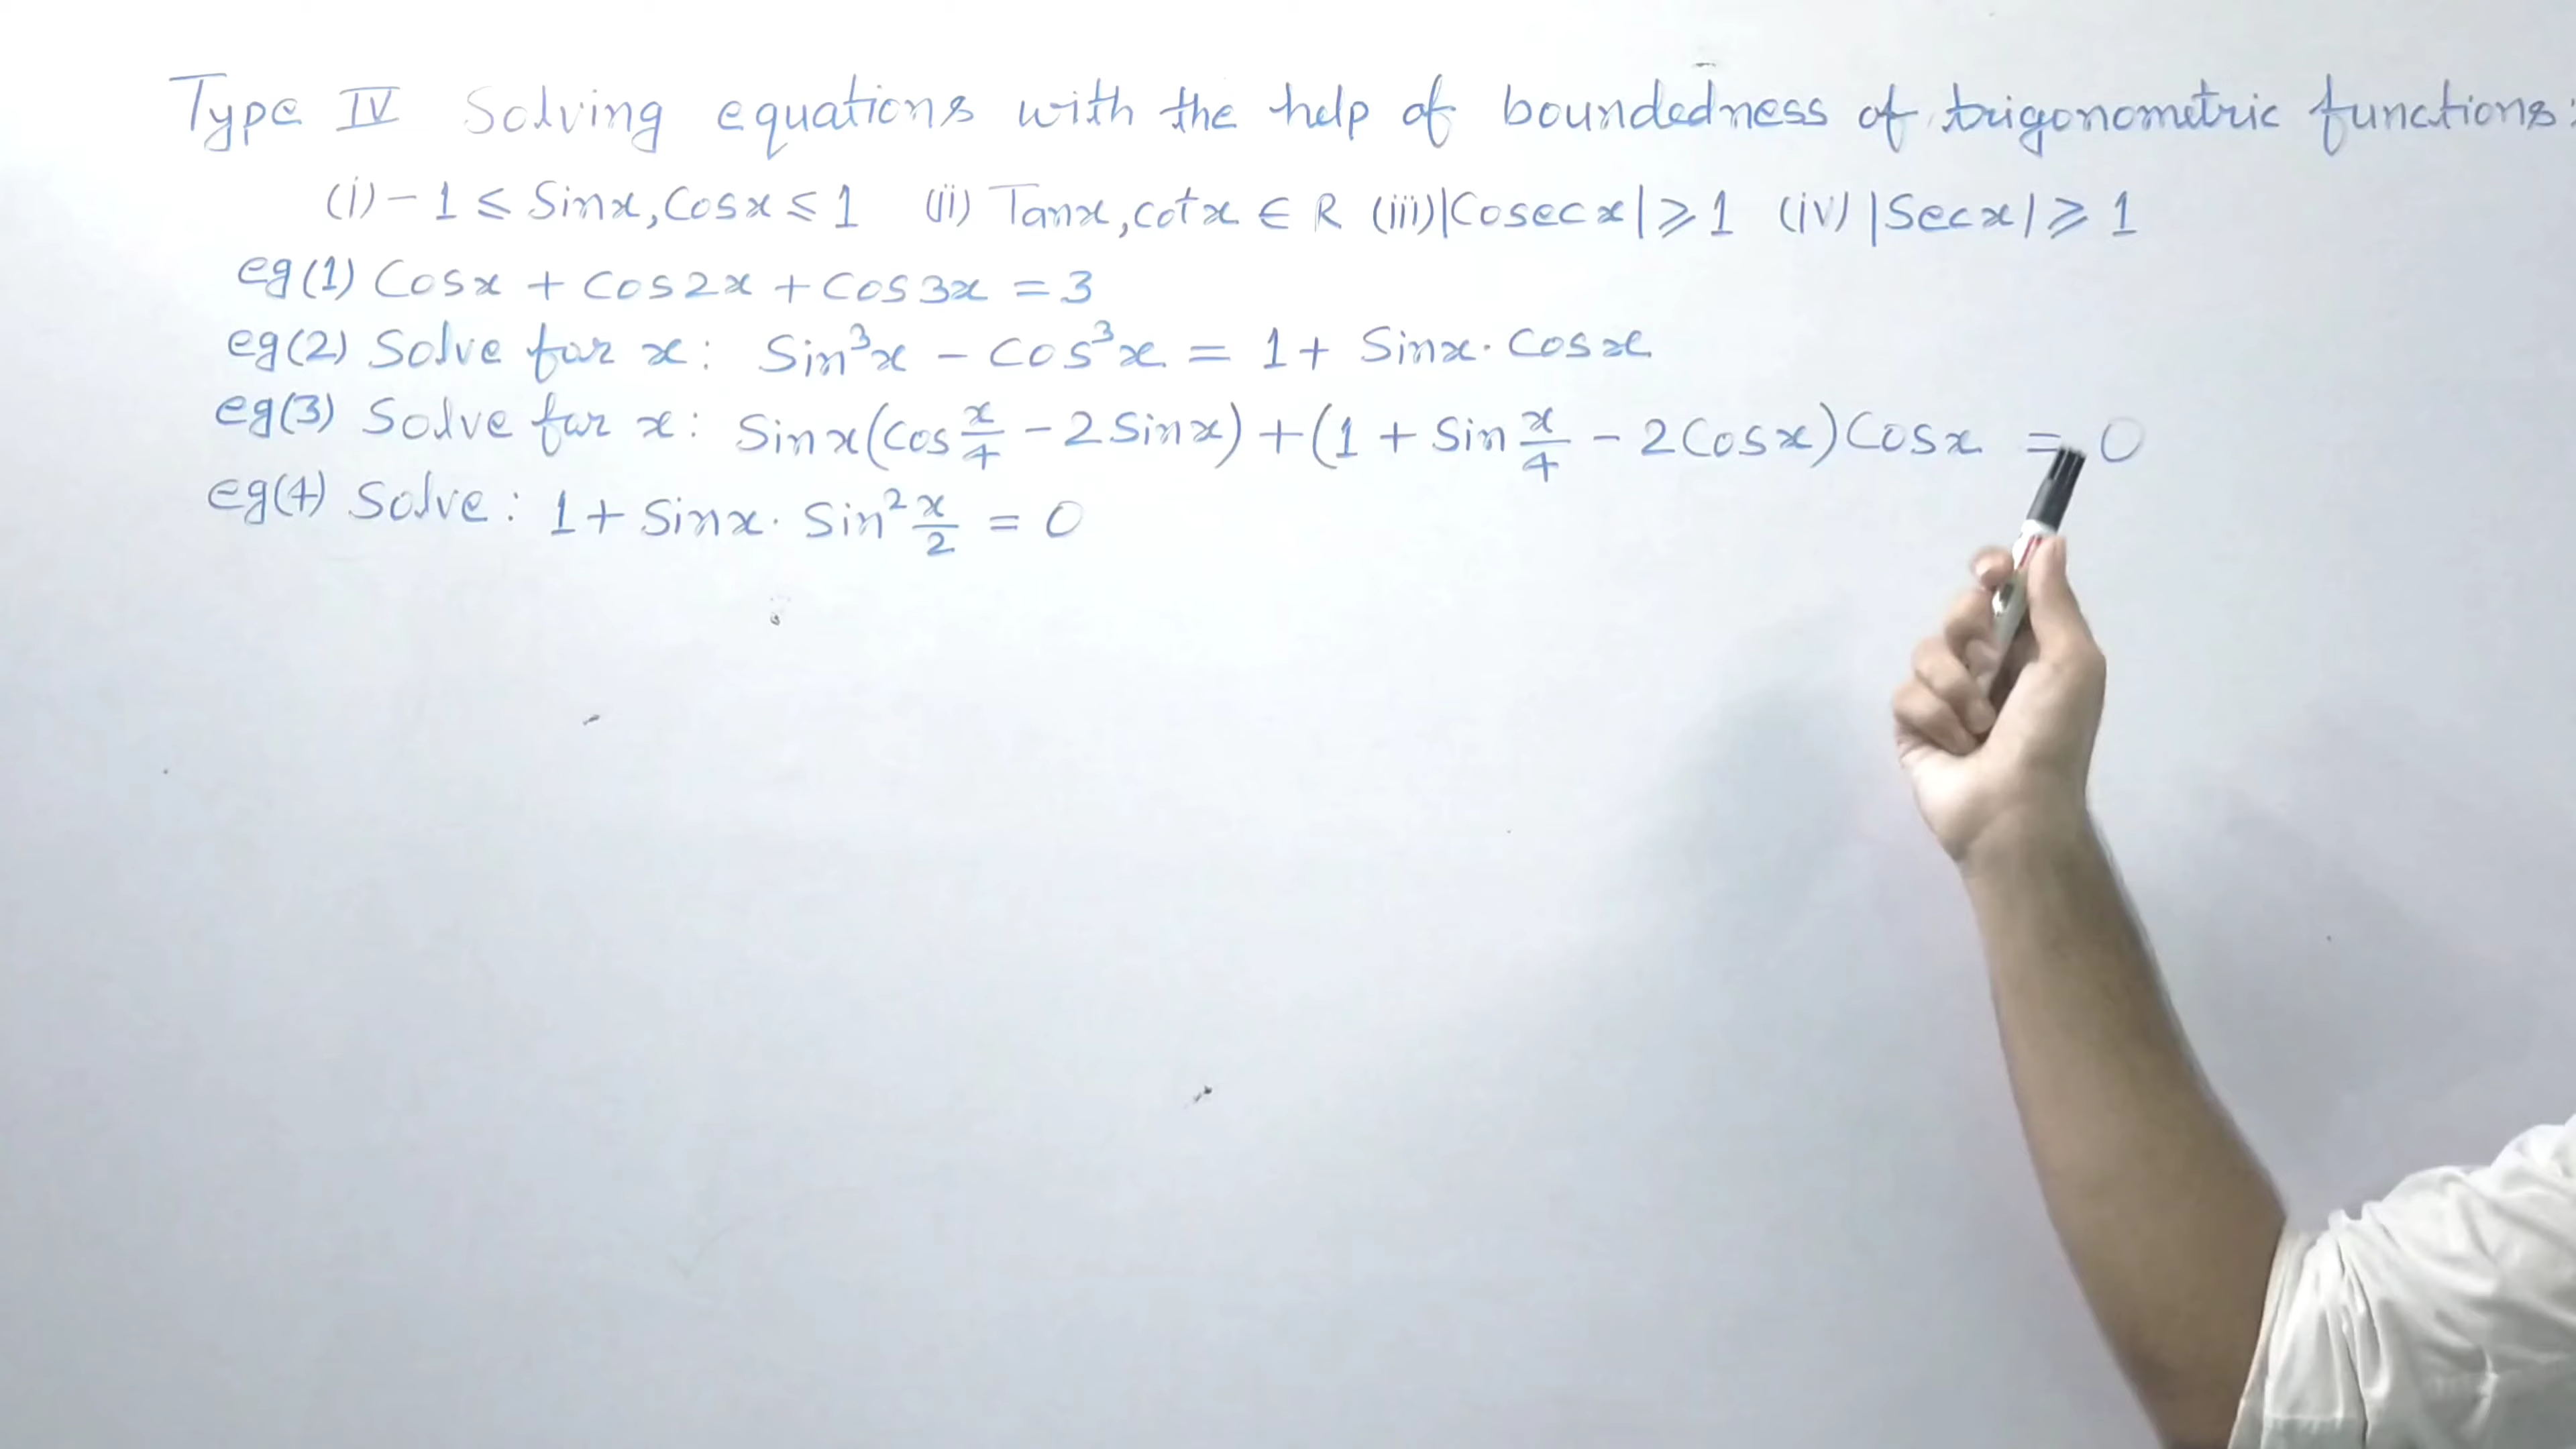 Type IV Solving equations with the help of boundedness of trigonometric functions:
(i) -1 ≤ Sinx, Cosx ≤ 1 (ii) Tanx, cotx ∈ R (iii) |Cosecx| ⩾ 1 (iv) |Secx| ⩾ 1
eg(1) Cosx + Cos2x + Cos3x = 3
eg(2) Solve for x: Sin³x - Cos³x = 1 + Sinx · Cosx
eg(3) Solve for x: Sinx(Cos x/4 - 2Sinx) + (1 + Sin x/4 - 2Cosx)Cosx = 0
eg(4) Solve: 1 + Sinx · Sin² x/2 = 0